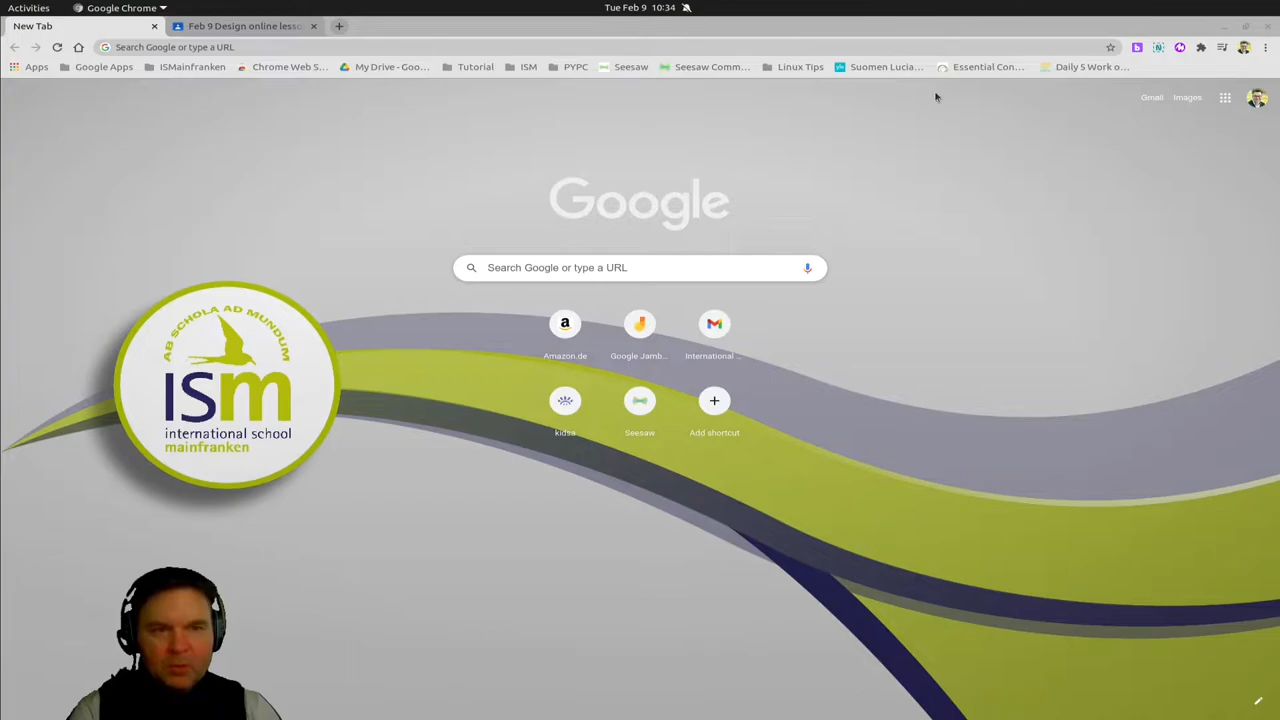 Activities
Google Chrome
Tue Feb 9 10:34
New Tab
Feb 9 Design online lesso
Search Google or type a URL
Apps
Google Apps
ISMainfranken
Chrome Web S...
My Drive - Goo...
Tutorial
ISM
PYPC
Seesaw
Seesaw Comm...
Linux Tips
Suomen Lucia...
Essential Con...
Daily 5 Work o...
Gmail
Images
Google
Search Google or type a URL
Amazon.de
Google Jamb...
International ...
kidsa
Seesaw
Add shortcut
AB SCHOLA AD MUNDUM
ISm
international school
mainfranken